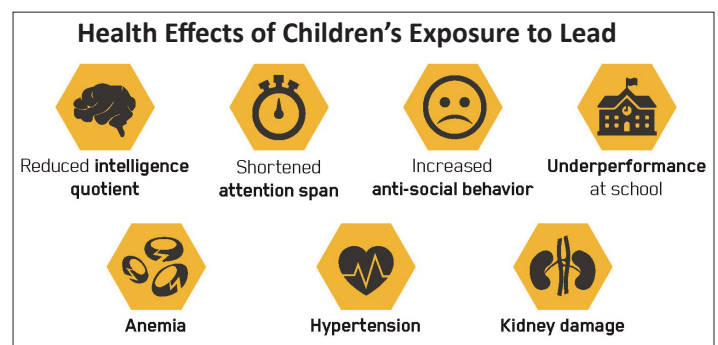 Health Effects of Children’s Exposure to Lead
Reduced intelligence
quotient
Shortened
attention span
Increased
anti-social behavior
Underperformance
at school
Anemia
Hypertension
Kidney damage